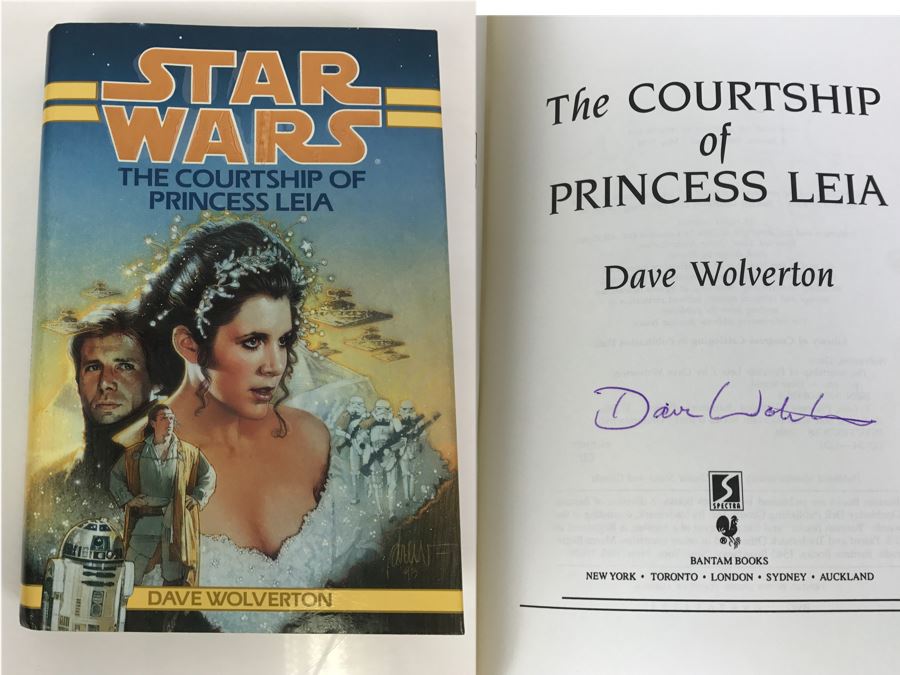 STAR
WARS®
THE COURTSHIP OF
PRINCESS LEIA
DAVE WOLVERTON
The COURTSHIP
of
PRINCESS LEIA
Dave Wolverton
Dave Wolverton
S
SPECTRA
BANTAM BOOKS
NEW YORK • TORONTO • LONDON • SYDNEY • AUCKLAND